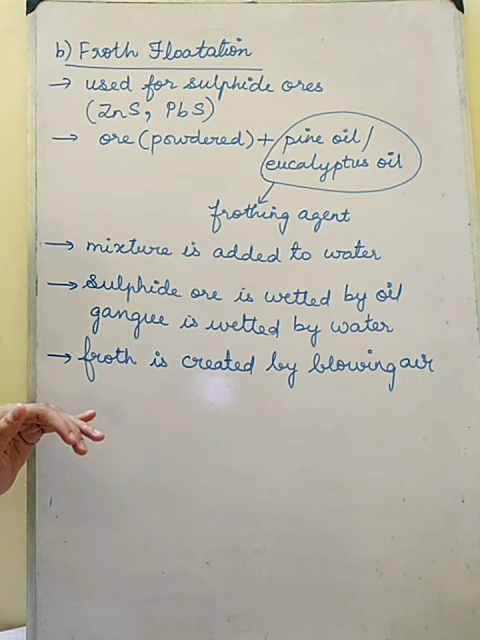 b) Froth Floatation
→ used for sulphide ores
(ZnS, PbS)
→ ore (powdered) + pine oil/
eucalyptus oil
frothing agent
→ mixture is added to water
→ sulphide ore is wetted by oil
gangue is wetted by water
→ froth is created by blowing air